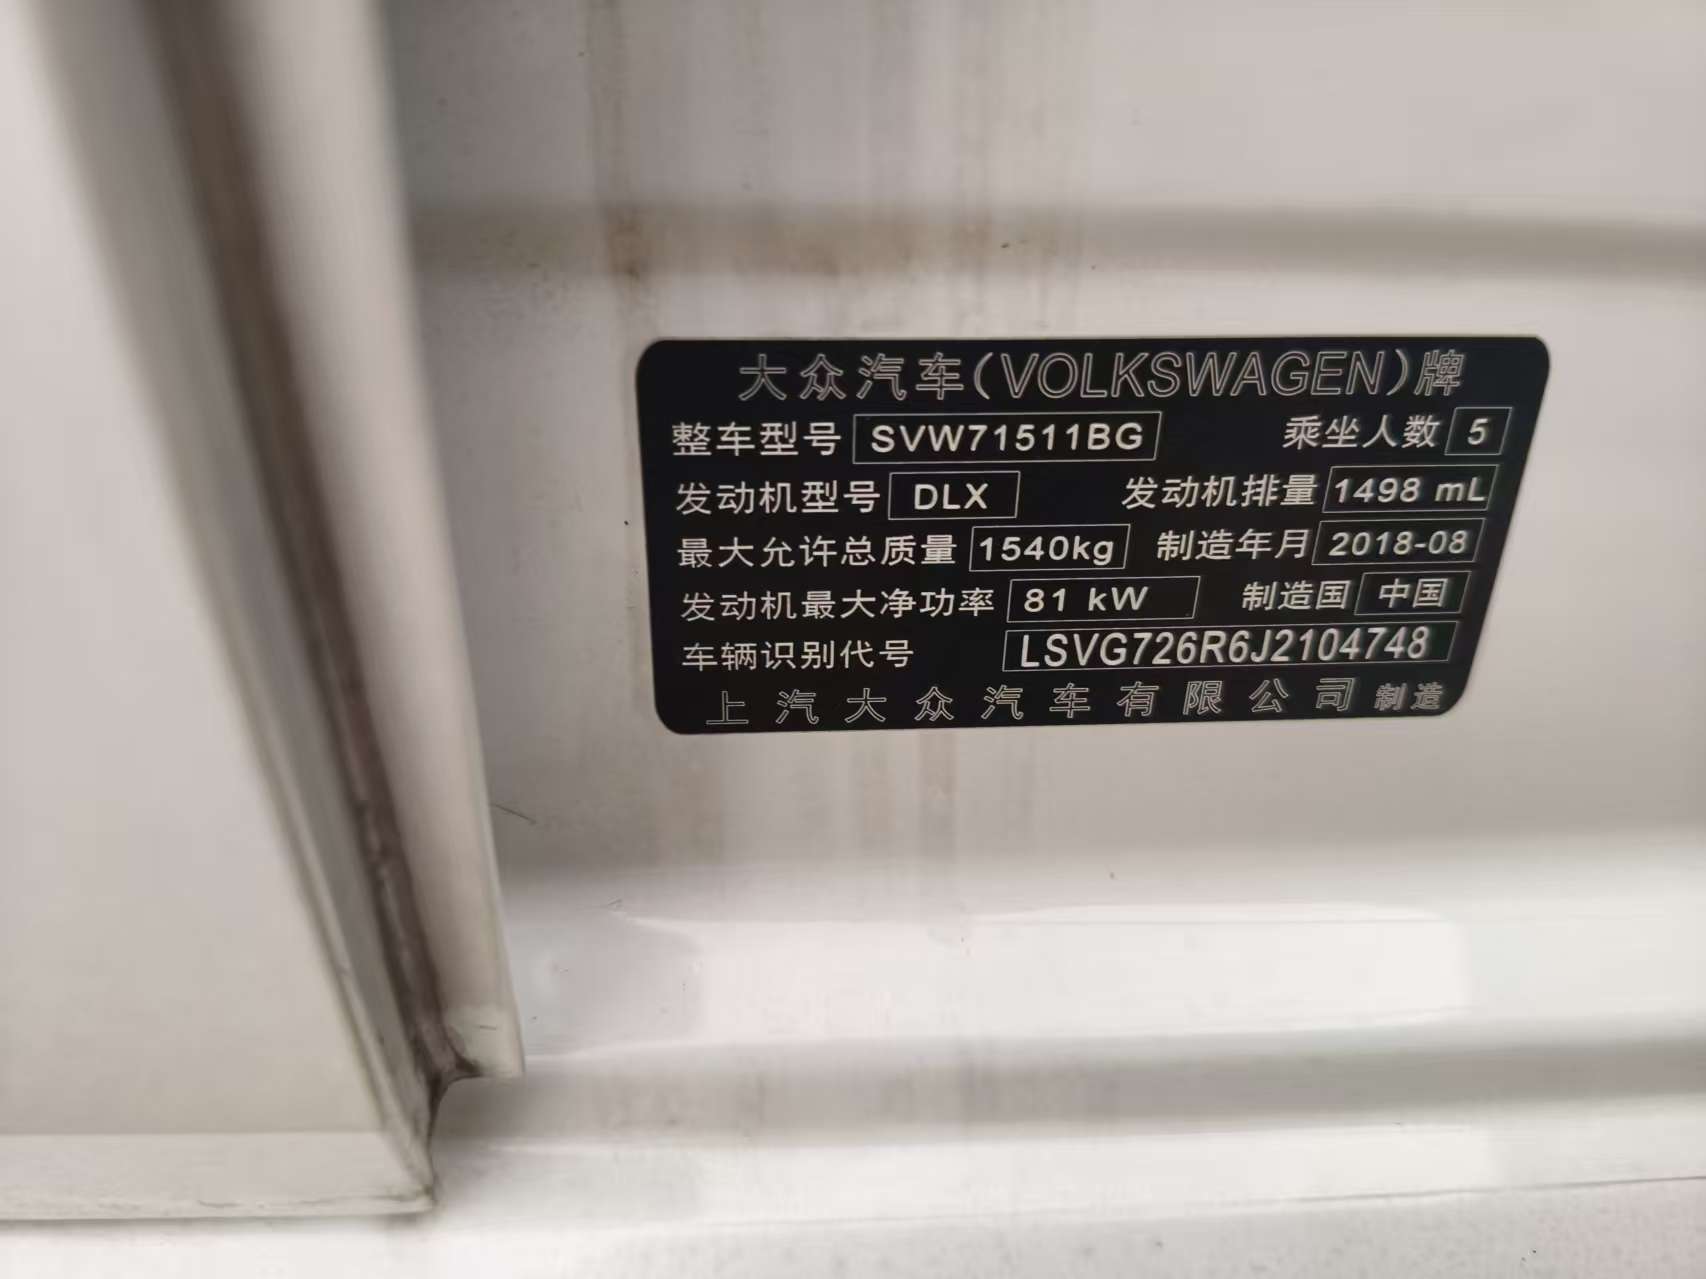 大众汽车(VOLKSWAGEN)牌
整车型号 SVW71511BG 乘坐人数 5
发动机型号 DLX 发动机排量 1498 mL
最大允许总质量 1540kg 制造年月 2018-08
发动机最大净功率 81 kW 制造国 中国
车辆识别代号 LSVG726R6J2104748
上汽大众汽车有限公司制造